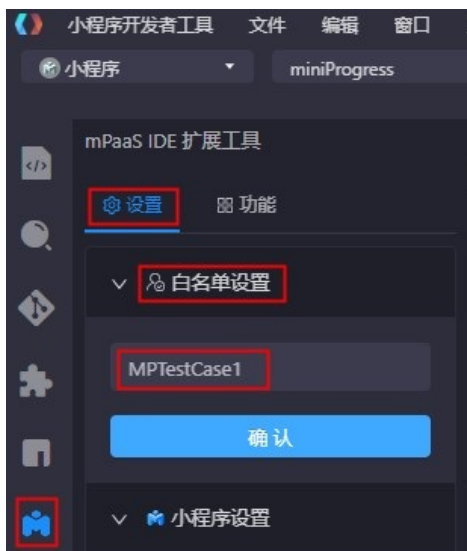 小程序开发者工具 文件 编辑 窗口
小程序 miniProgress
mPaaS IDE 扩展工具
设置 功能
白名单设置
MPTestCase1
确认
小程序设置